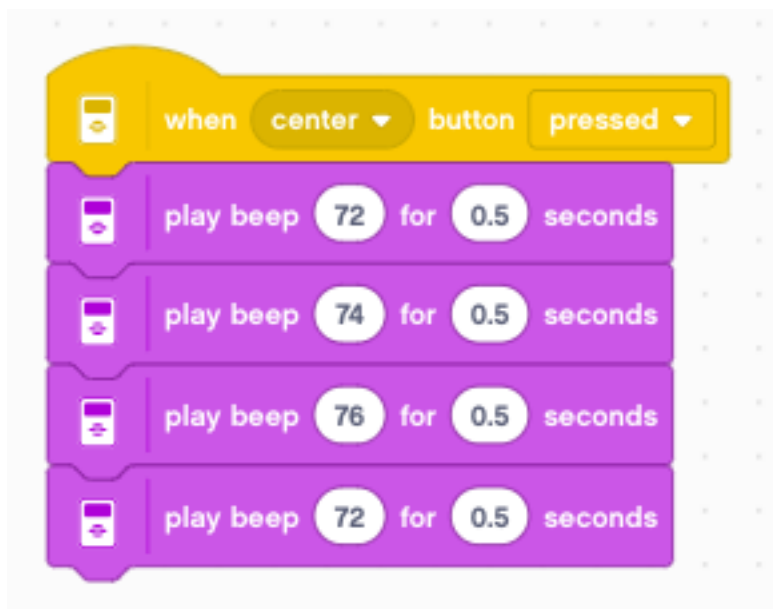 when center button pressed
play beep 72 for 0.5 seconds
play beep 74 for 0.5 seconds
play beep 76 for 0.5 seconds
play beep 72 for 0.5 seconds